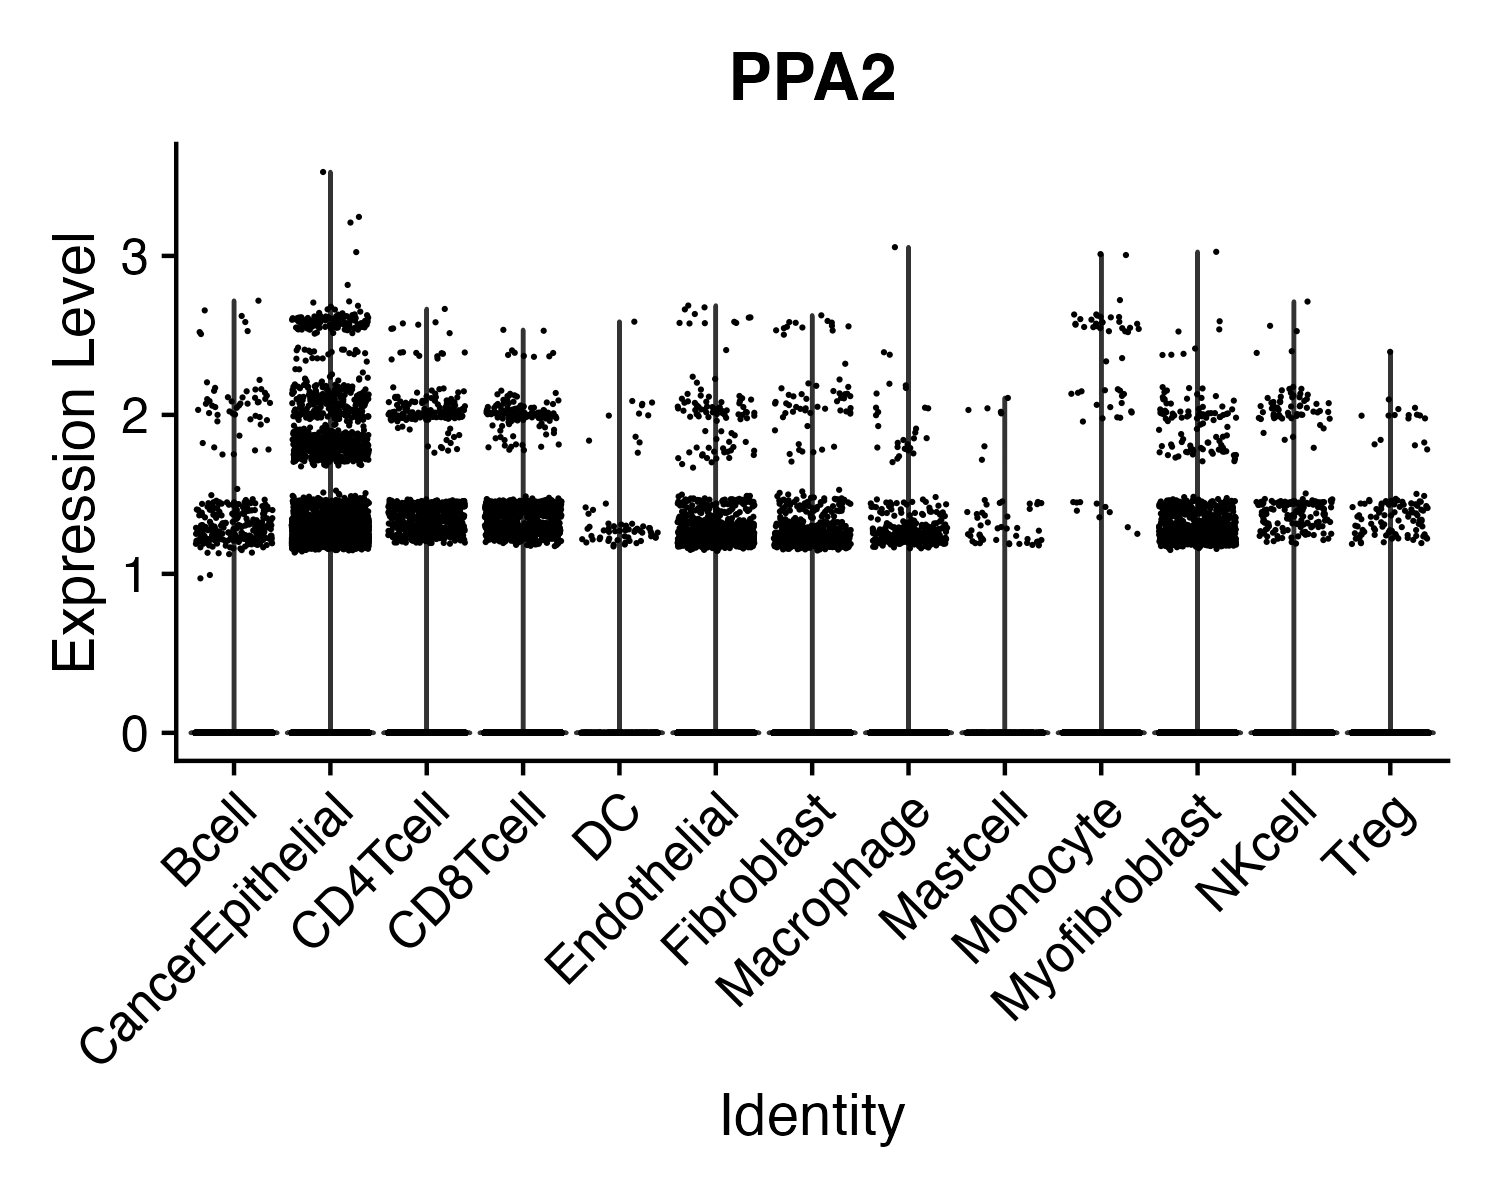 PPA2
Expression Level
3
2
1
0
Bcell
CancerEpithelial
CD4Tcell
CD8Tcell
DC
Endothelial
Fibroblast
Macrophage
Mastcell
Monocyte
Myofibroblast
NKcell
Treg
Identity